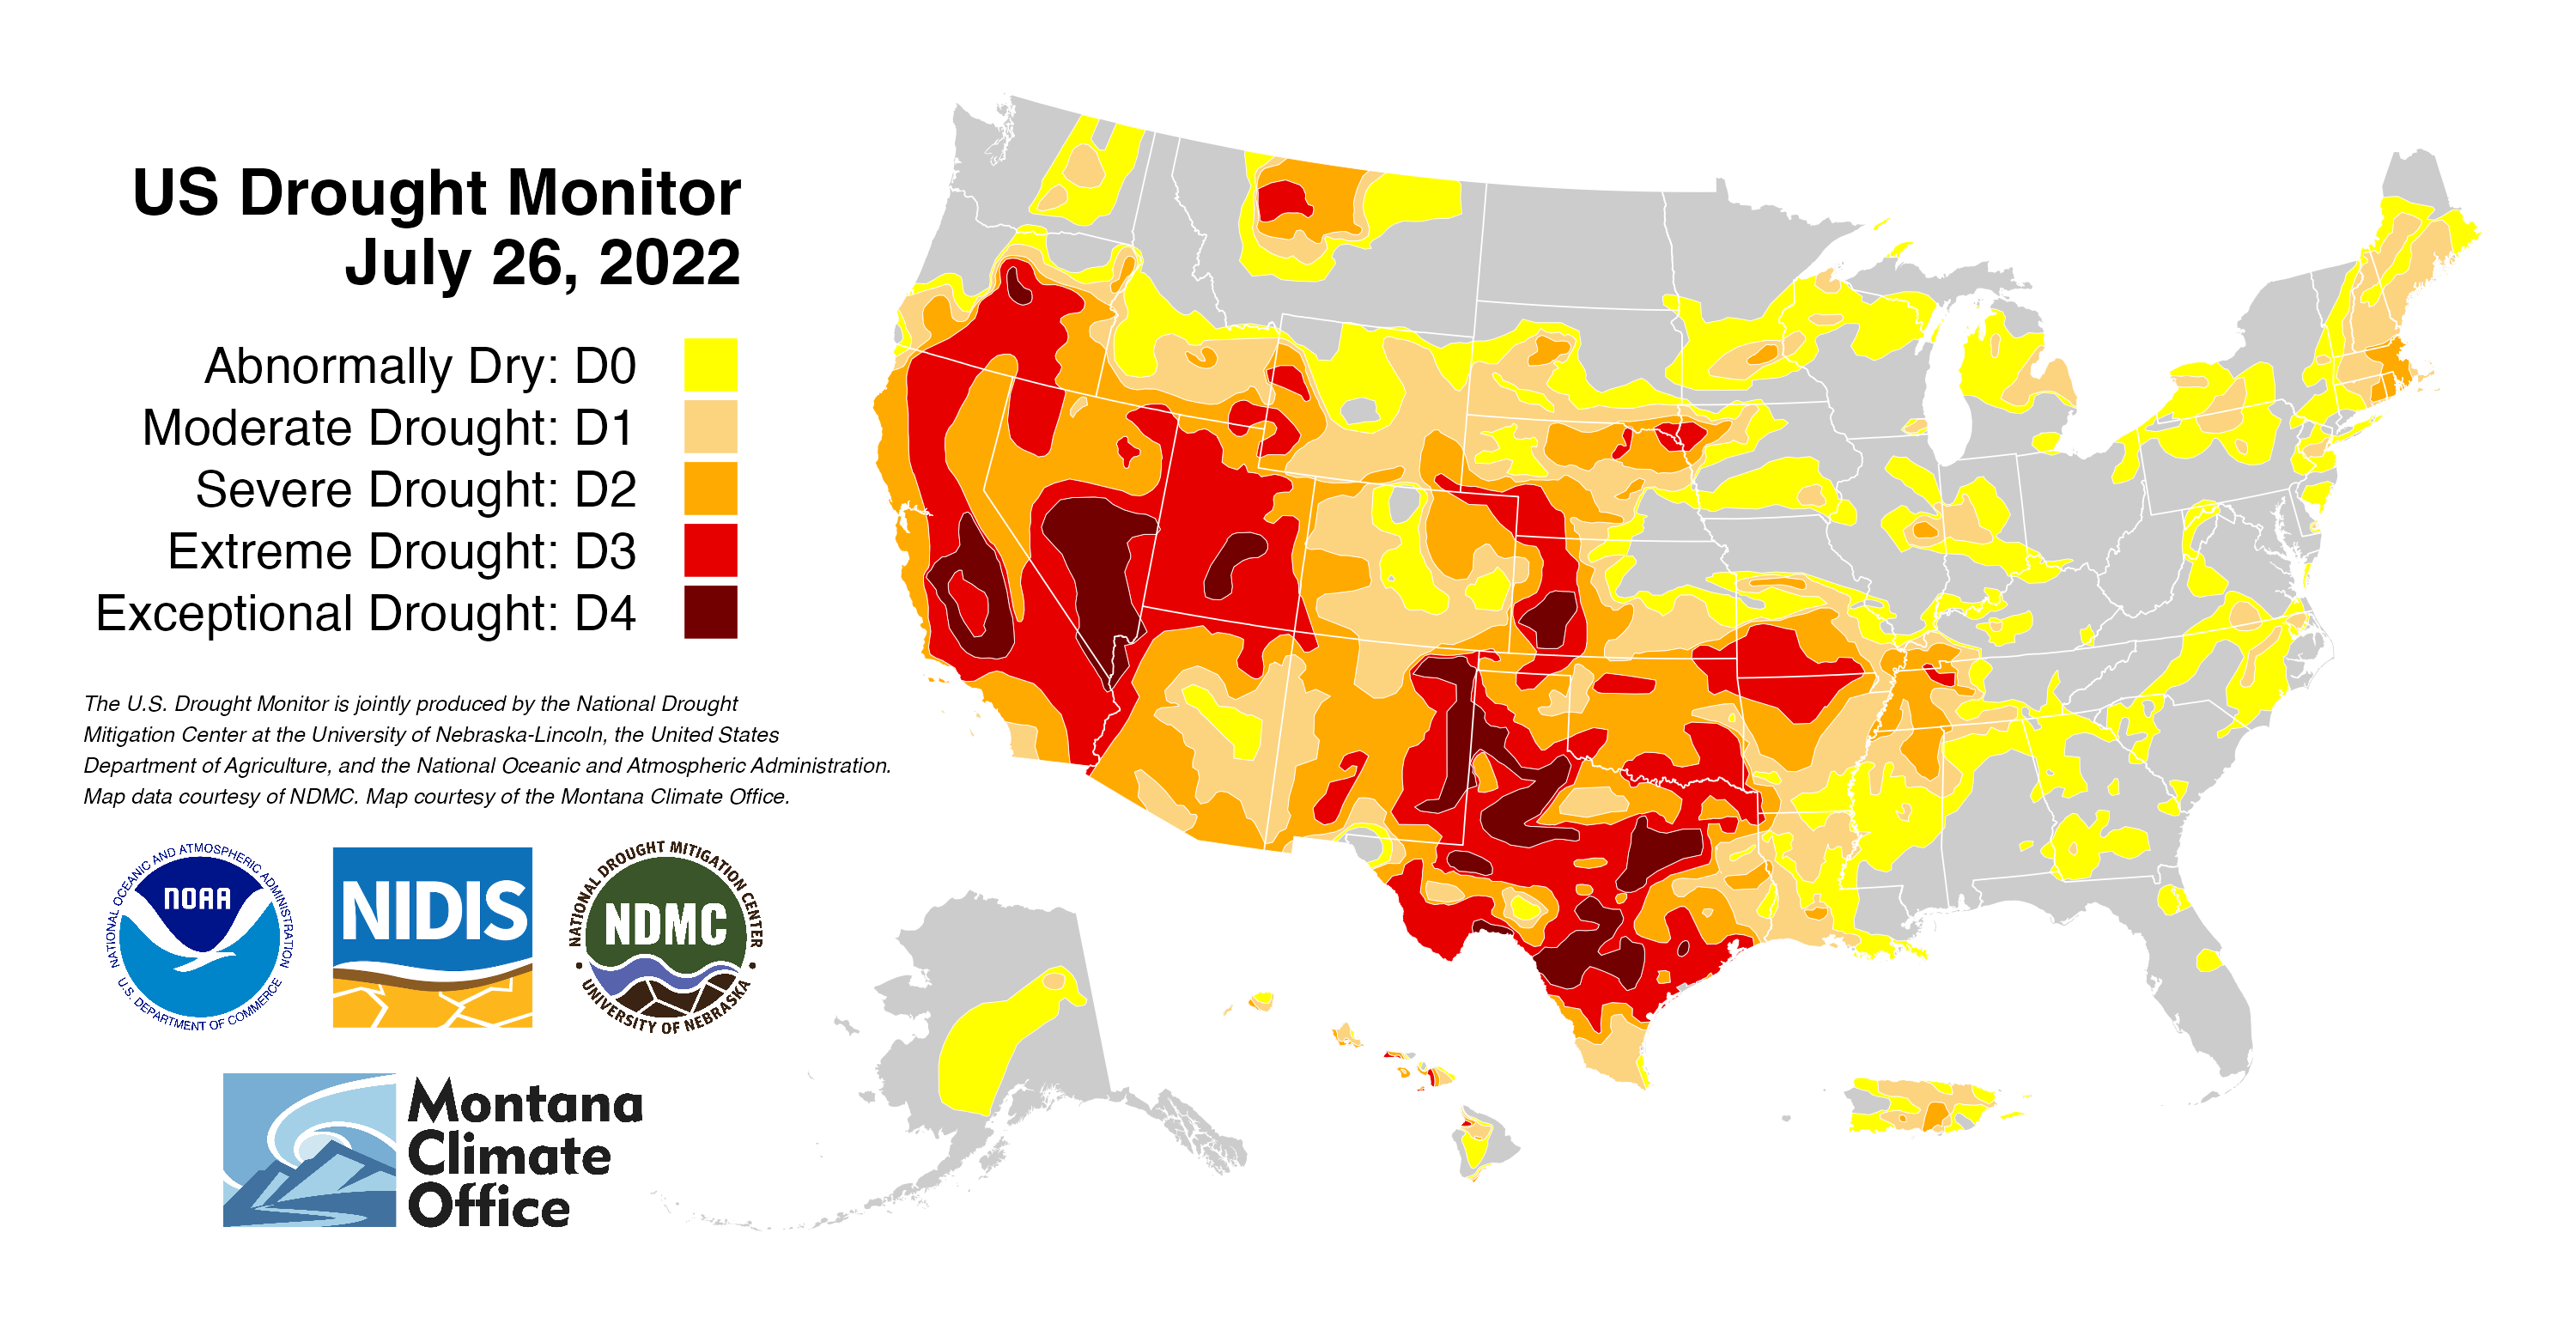 US Drought Monitor
July 26, 2022
Abnormally Dry: D0
Moderate Drought: D1
Severe Drought: D2
Extreme Drought: D3
Exceptional Drought: D4
The U.S. Drought Monitor is jointly produced by the National Drought
Mitigation Center at the University of Nebraska-Lincoln, the United States
Department of Agriculture, and the National Oceanic and Atmospheric Administration.
Map data courtesy of NDMC. Map courtesy of the Montana Climate Office.
NATIONAL OCEANIC AND ATMOSPHERIC ADMINISTRATION
NOAA
U.S. DEPARTMENT OF COMMERCE
NIDIS
NATIONAL DROUGHT MITIGATION CENTER
NDMC
UNIVERSITY OF NEBRASKA
Montana
Climate
Office